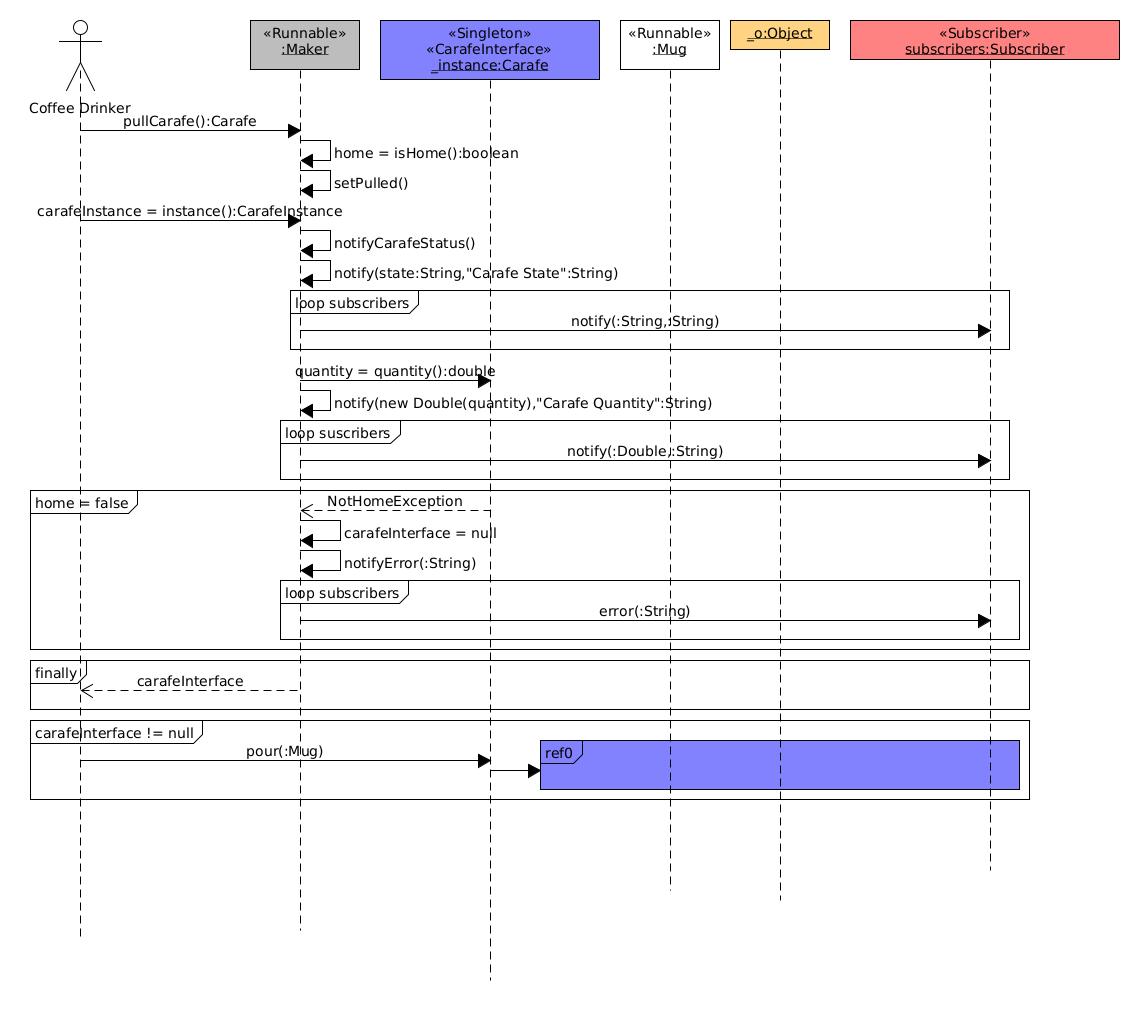 «Runnable»
:Maker
«Singleton»
«CarafeInterface»
_instance:Carafe
«Runnable»
:Mug
_o:Object
«Subscriber»
subscribers:Subscriber
Coffee Drinker
pullCarafe():Carafe
home = isHome():boolean
setPulled()
carafeInstance = instance():CarafeInstance
notifyCarafeStatus()
notify(state:String,"Carafe State":String)
loop subscribers
notify(:String,:String)
quantity = quantity():double
notify(new Double(quantity),"Carafe Quantity":String)
loop suscribers
notify(:Double,:String)
home = false
NotHomeException
carafeInterface = null
notifyError(:String)
loop subscribers
error(:String)
finally
carafeInterface
carafeInterface != null
pour(:Mug)
ref0